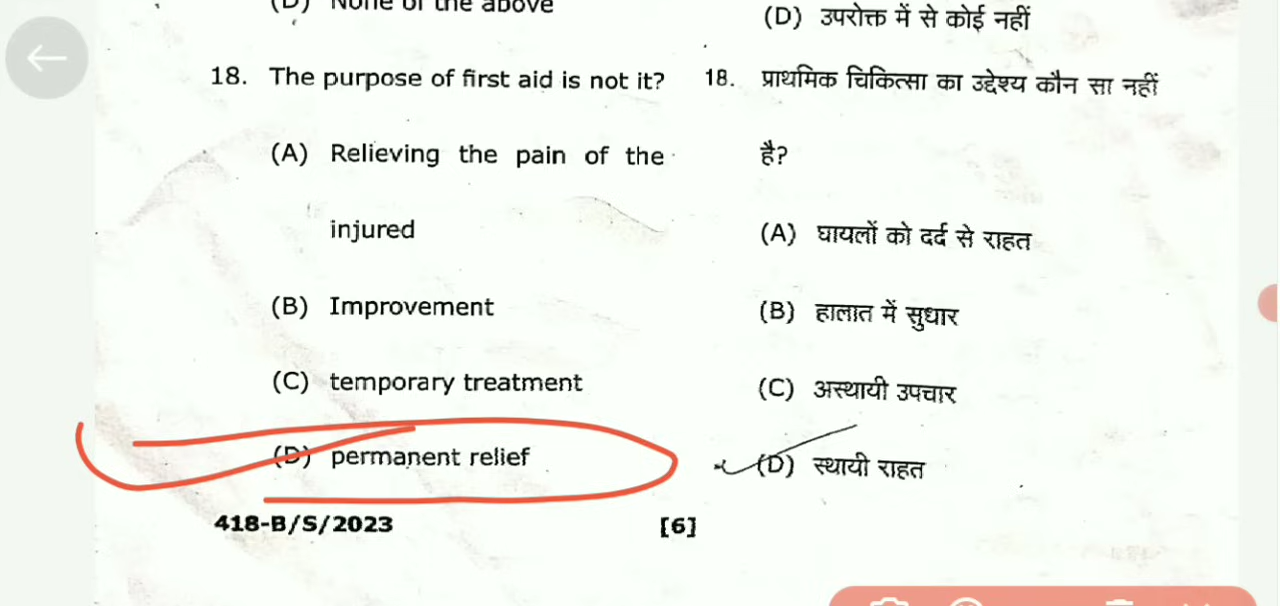 (D) None of the above
(D) उपरोक्त में से कोई नहीं
18. The purpose of first aid is not it?
(A) Relieving the pain of the
injured
(B) Improvement
(C) temporary treatment
(D) permanent relief
18. प्राथमिक चिकित्सा का उद्देश्य कौन सा नहीं
है?
(A) घायलों को दर्द से राहत
(B) हालात में सुधार
(C) अस्थायी उपचार
(D) स्थायी राहत
418-B/S/2023
[6]